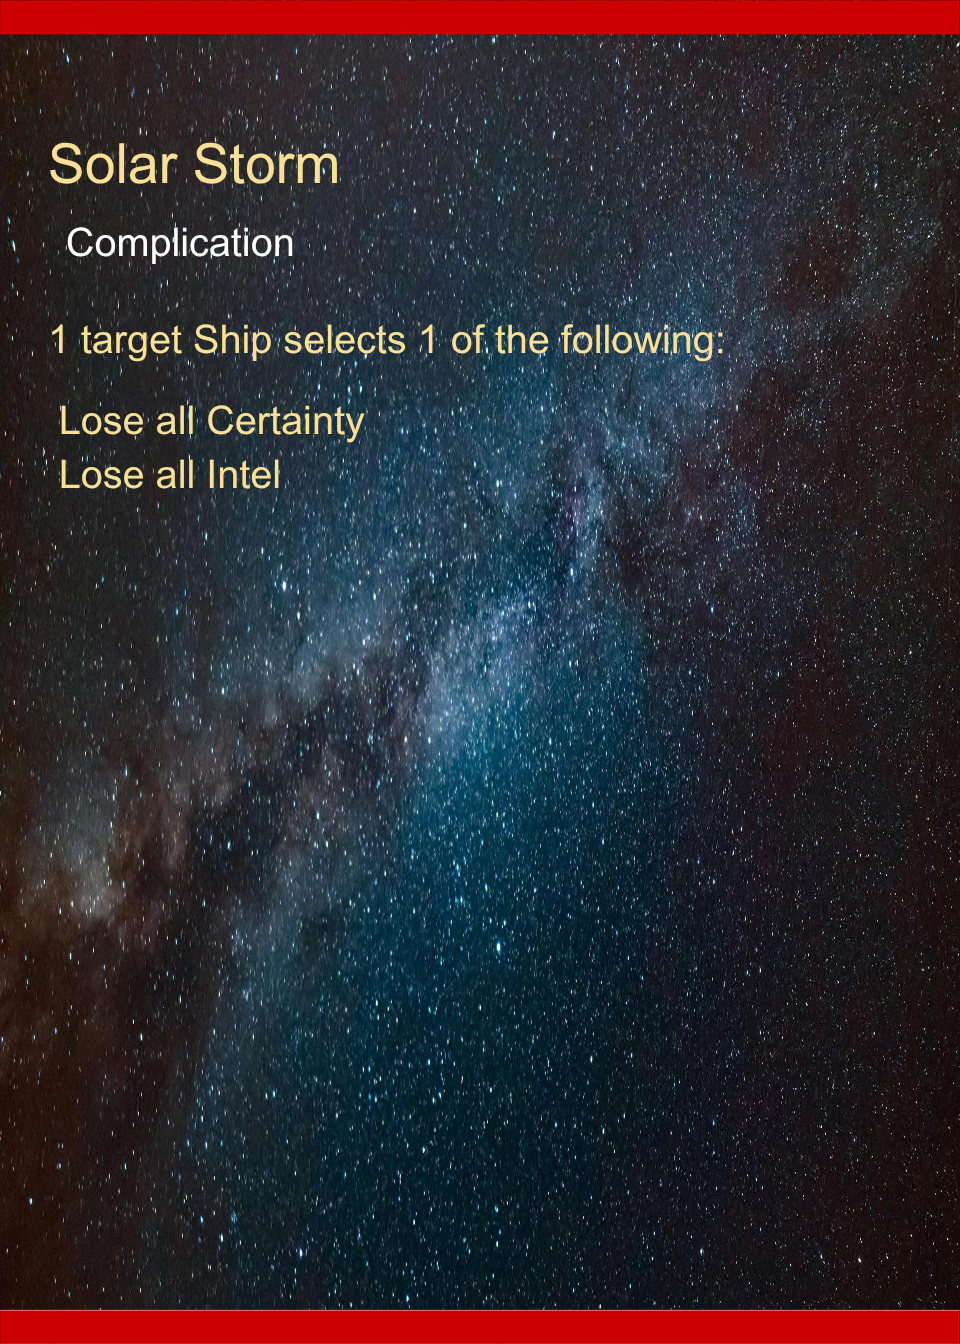 Solar Storm
Complication
1 target Ship selects 1 of the following:
Lose all Certainty
Lose all Intel